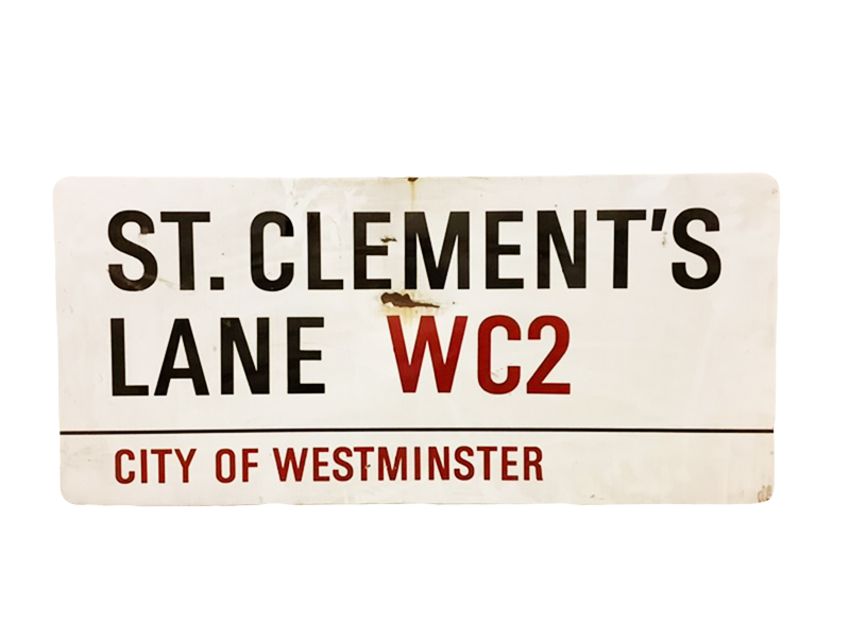 ST. CLEMENT'S
LANE WC2
CITY OF WESTMINSTER